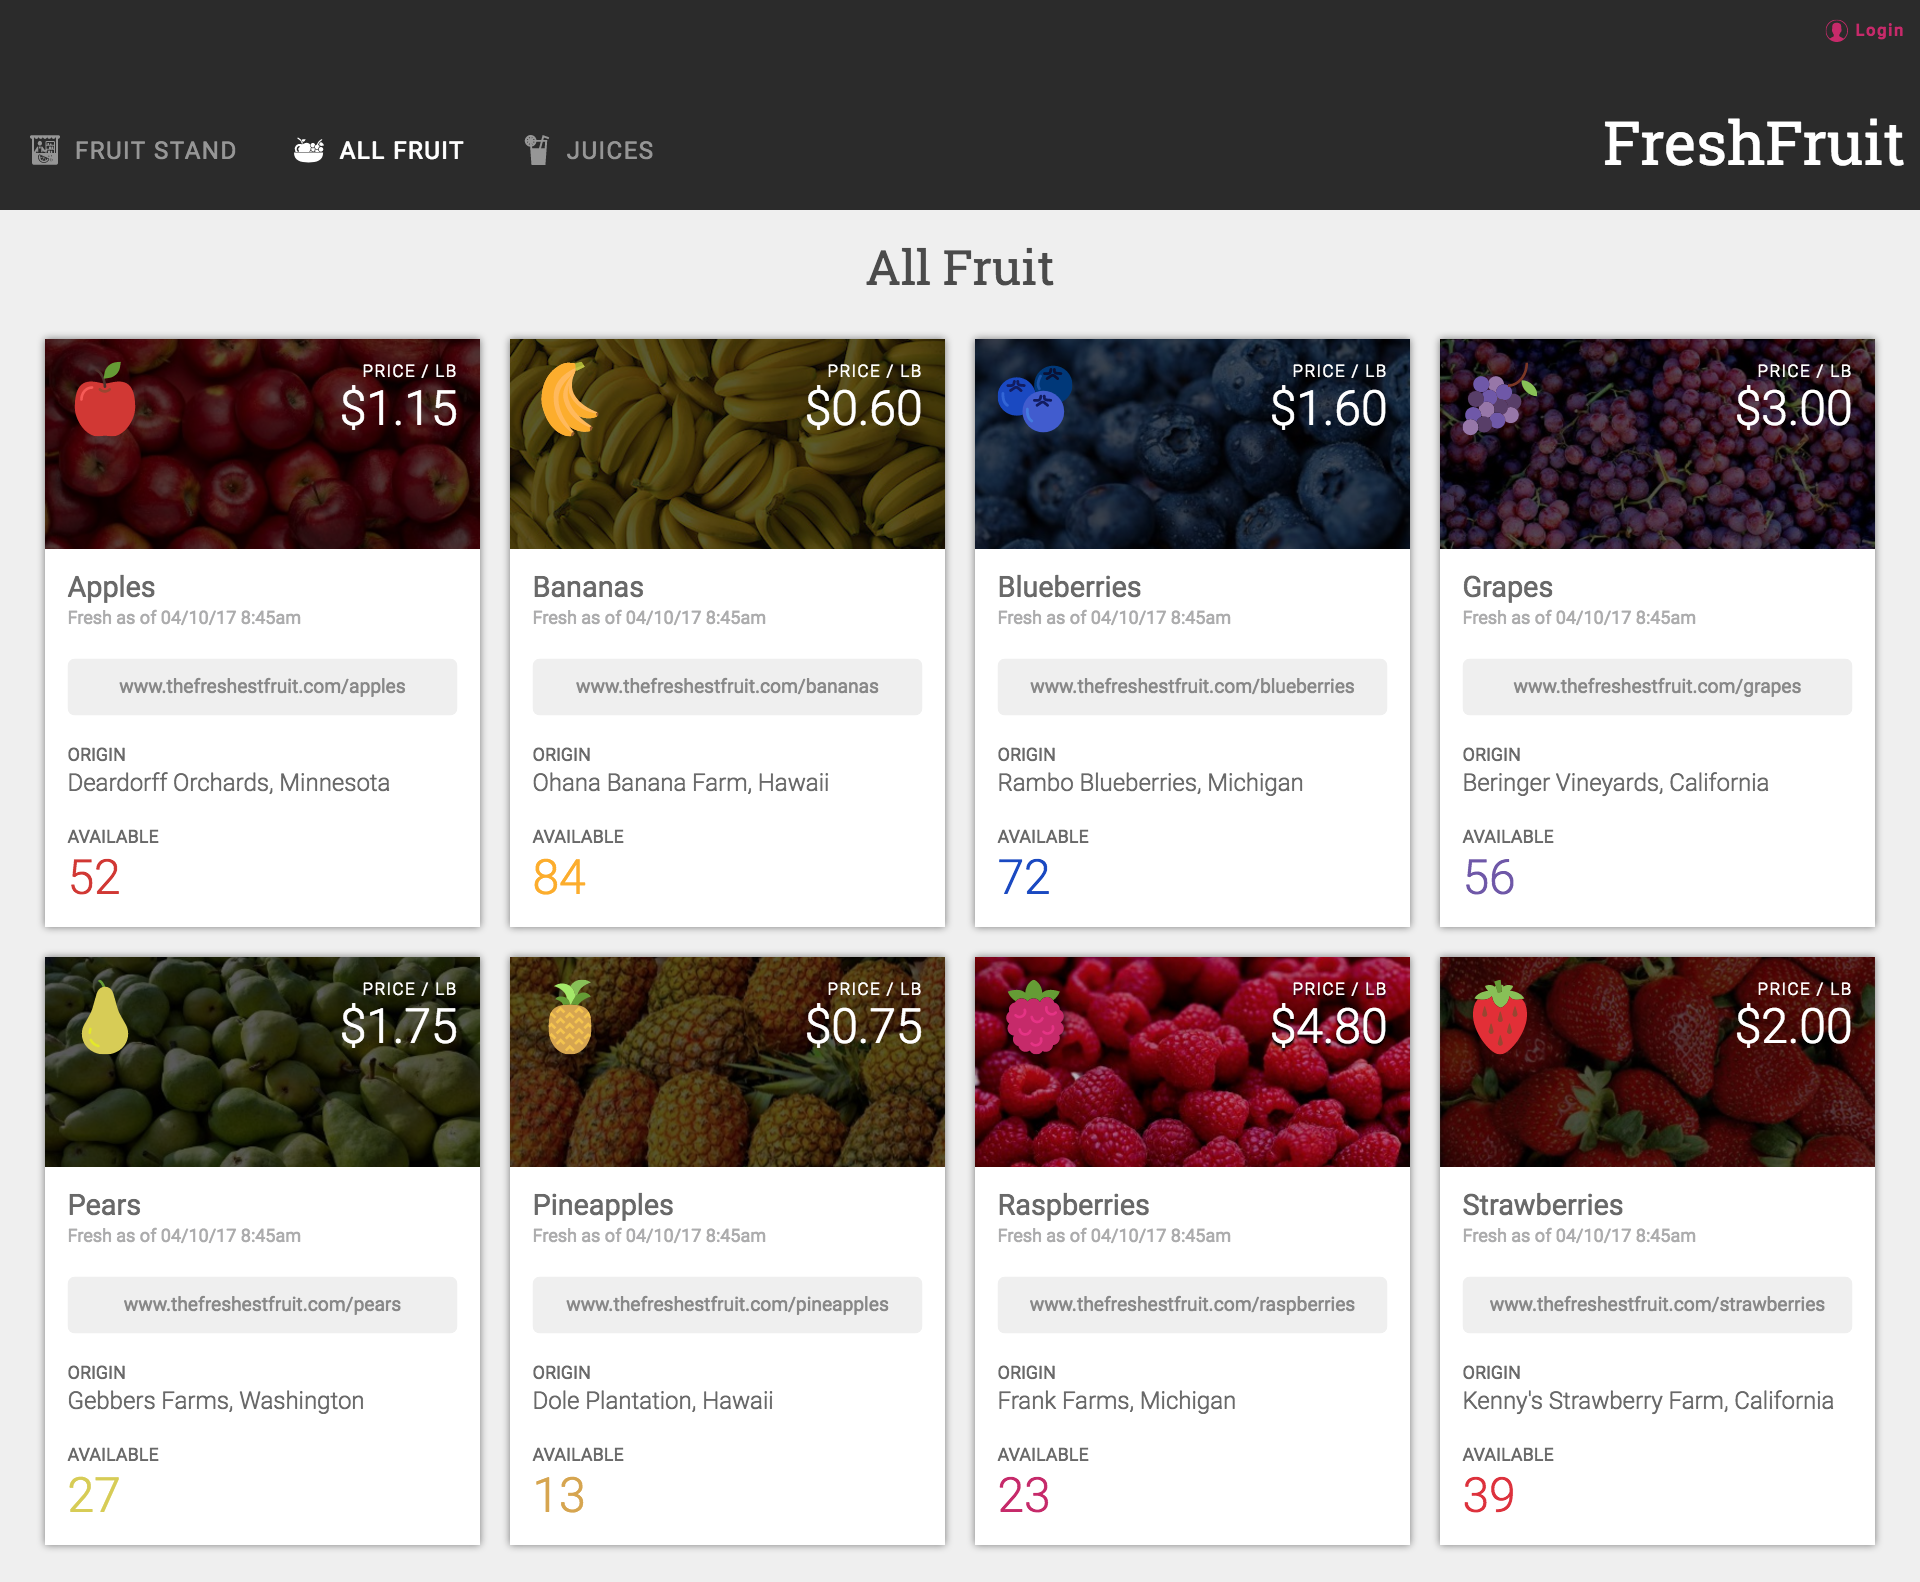 Login
FRUIT STAND
ALL FRUIT
JUICES
FreshFruit
All Fruit
PRICE / LB
$1.15
Apples
Fresh as of 04/10/17 8:45am
www.thefreshestfruit.com/apples
ORIGIN
Deardorff Orchards, Minnesota
AVAILABLE
52
PRICE / LB
$0.60
Bananas
Fresh as of 04/10/17 8:45am
www.thefreshestfruit.com/bananas
ORIGIN
Ohana Banana Farm, Hawaii
AVAILABLE
84
PRICE / LB
$1.60
Blueberries
Fresh as of 04/10/17 8:45am
www.thefreshestfruit.com/blueberries
ORIGIN
Rambo Blueberries, Michigan
AVAILABLE
72
PRICE / LB
$3.00
Grapes
Fresh as of 04/10/17 8:45am
www.thefreshestfruit.com/grapes
ORIGIN
Beringer Vineyards, California
AVAILABLE
56
PRICE / LB
$1.75
Pears
Fresh as of 04/10/17 8:45am
www.thefreshestfruit.com/pears
ORIGIN
Gebbers Farms, Washington
AVAILABLE
27
PRICE / LB
$0.75
Pineapples
Fresh as of 04/10/17 8:45am
www.thefreshestfruit.com/pineapples
ORIGIN
Dole Plantation, Hawaii
AVAILABLE
13
PRICE / LB
$4.80
Raspberries
Fresh as of 04/10/17 8:45am
www.thefreshestfruit.com/raspberries
ORIGIN
Frank Farms, Michigan
AVAILABLE
23
PRICE / LB
$2.00
Strawberries
Fresh as of 04/10/17 8:45am
www.thefreshestfruit.com/strawberries
ORIGIN
Kenny's Strawberry Farm, California
AVAILABLE
39